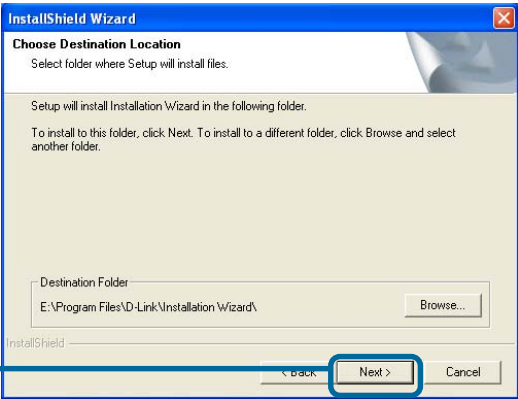 InstallShield Wizard
Choose Destination Location
Select folder where Setup will install files.
Setup will install Installation Wizard in the following folder.
To install to this folder, click Next. To install to a different folder, click Browse and select
another folder.
Destination Folder
E:\Program Files\D-Link\Installation Wizard\
Browse...
InstallShield
< Back
Next >
Cancel